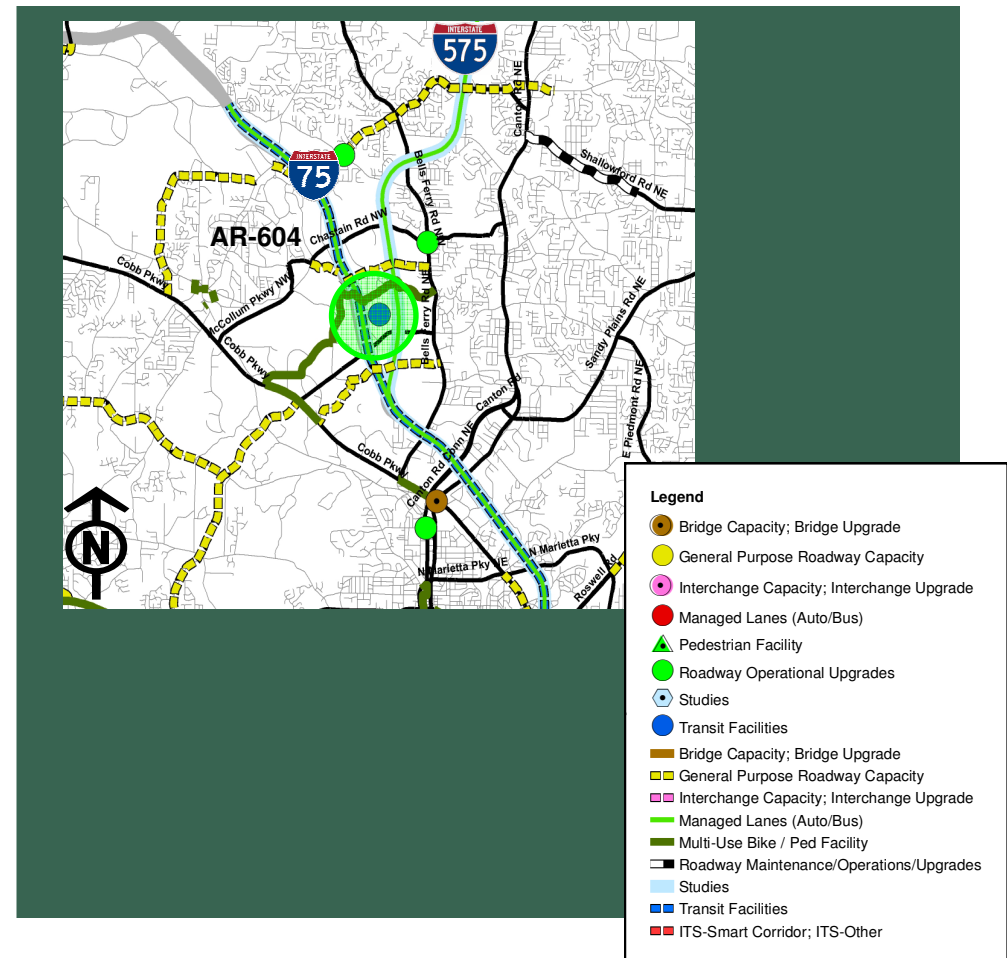 INTERSTATE
575
Canton Rd NE
Shallowford Rd NE
Bells Ferry Rd NW
INTERSTATE
75
AR-604
Chastain Rd NW
Cobb Pkwy
McCollum Pkwy NW
Bells Ferry Rd NE
Sandy Plains Rd NE
Cobb Pkwy
E Piedmont Rd NE
Canton Rd
Canton Rd Conn NE
Cobb Pkwy
N
N Marietta Pky
N Marietta Pky NE
Roswell Rd
Legend
Bridge Capacity; Bridge Upgrade
General Purpose Roadway Capacity
Interchange Capacity; Interchange Upgrade
Managed Lanes (Auto/Bus)
Pedestrian Facility
Roadway Operational Upgrades
Studies
Transit Facilities
Bridge Capacity; Bridge Upgrade
General Purpose Roadway Capacity
Interchange Capacity; Interchange Upgrade
Managed Lanes (Auto/Bus)
Multi-Use Bike / Ped Facility
Roadway Maintenance/Operations/Upgrades
Studies
Transit Facilities
ITS-Smart Corridor; ITS-Other